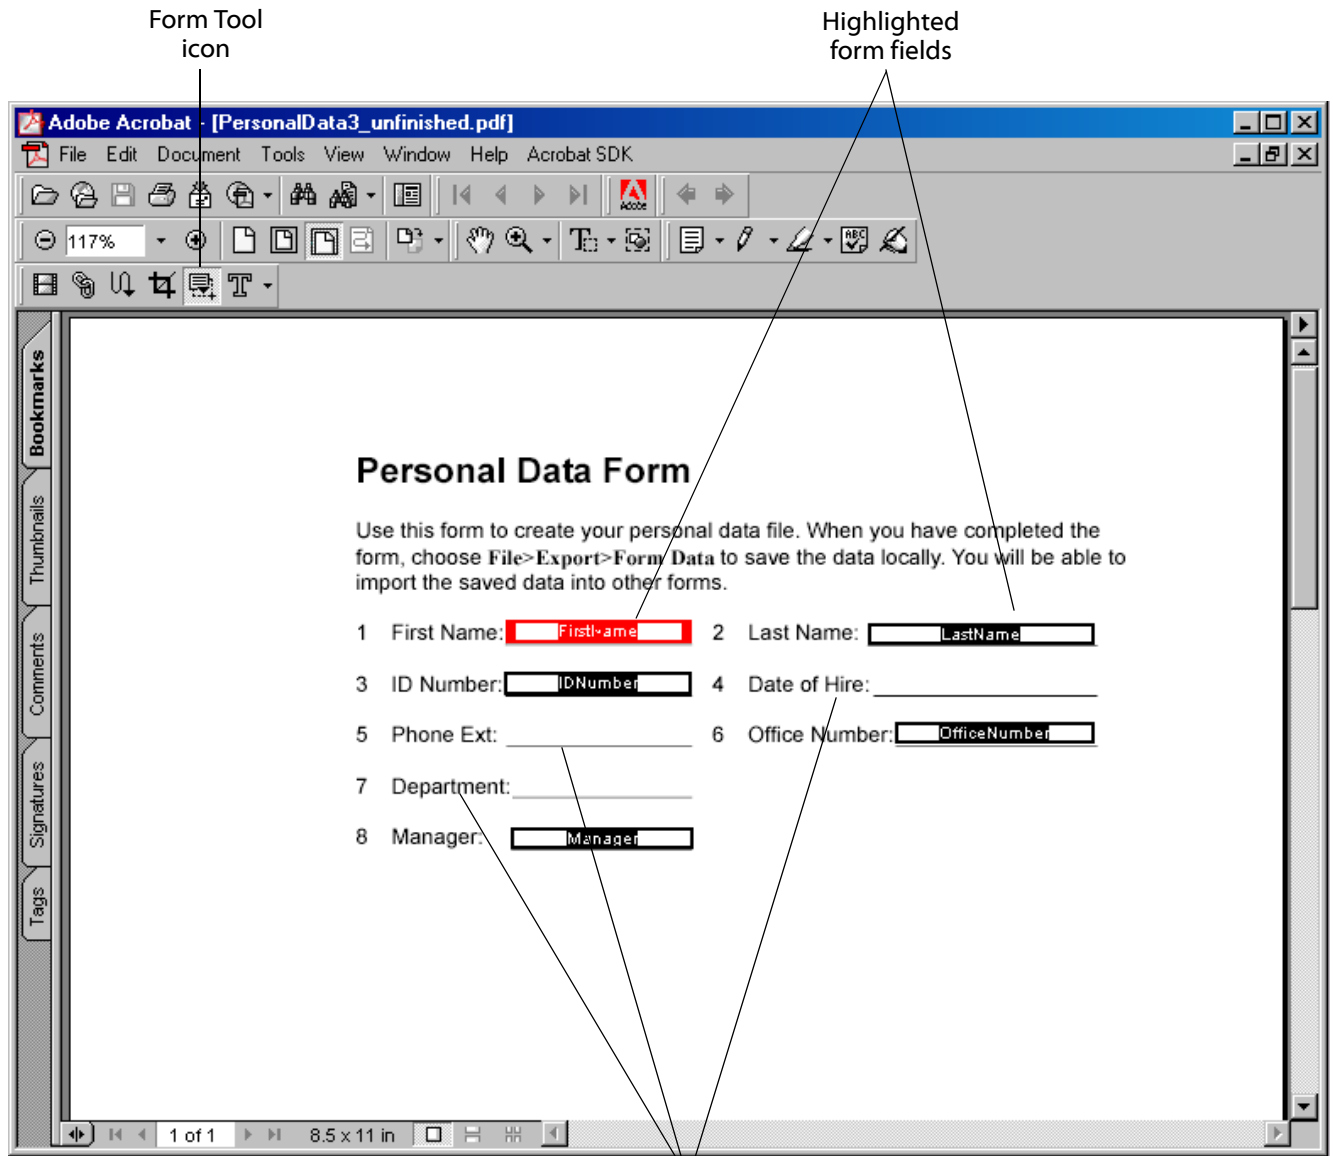 Form Tool
icon
Highlighted
form fields
Adobe Acrobat - [PersonalData3_unfinished.pdf]
File Edit Document Tools View Window Help Acrobat SDK
Adobe
117%
ABC
Bookmarks
Thumbnails
Comments
Signatures
Tags
Personal Data Form
Use this form to create your personal data file. When you have completed the
form, choose File>Export>Form Data to save the data locally. You will be able to
import the saved data into other forms.
1 First Name: FirstName 2 Last Name: LastName
3 ID Number: IDNumber 4 Date of Hire:
5 Phone Ext: 6 Office Number: OfficeNumber
7 Department:
8 Manager: Manager
1 of 1 8.5 x 11 in